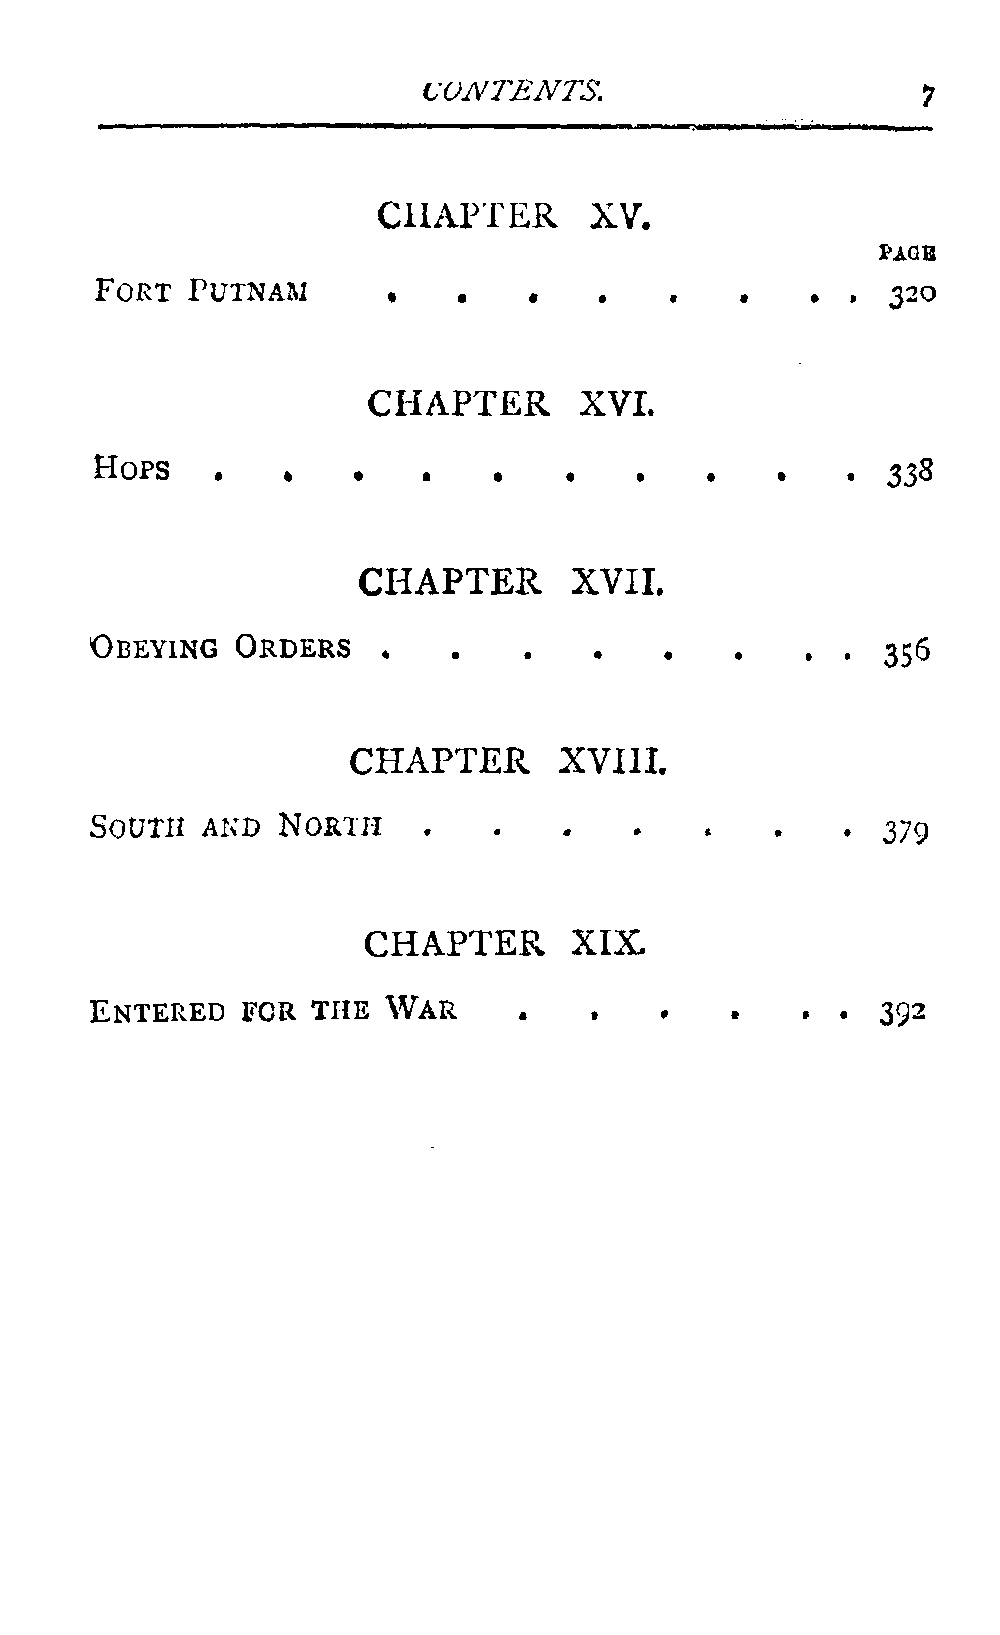 CONTENTS. 7
CHAPTER XV.
PAGE
FORT PUTNAM . . . . . . . . 320
CHAPTER XVI.
HOPS . . . . . . . . . . 338
CHAPTER XVII.
OBEYING ORDERS . . . . . . . . 356
CHAPTER XVIII.
SOUTH AND NORTH . . . . . . . 379
CHAPTER XIX.
ENTERED FOR THE WAR . . . . . . 392